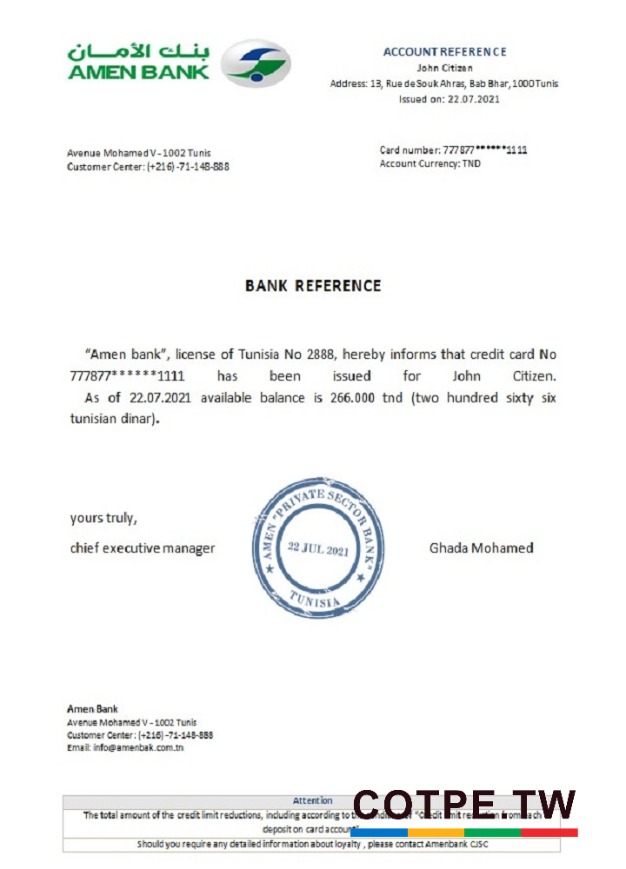 بنك الأمان
AMEN BANK
ACCOUNT REFERENCE
John Citizen
Address: 13, Rue de Souk Ahras, Bab Bhar, 1000 Tunis
Issued on: 22.07.2021
Avenue Mohamed V - 1002 Tunis
Customer Center: (+216) -71-148-888
Card number: 777877******1111
Account Currency: TND
BANK REFERENCE
“Amen bank”, license of Tunisia No 2888, hereby informs that credit card No
777877******1111 has been issued for John Citizen.
As of 22.07.2021 available balance is 266.000 tnd (two hundred sixty six
tunisian dinar).
yours truly,
chief executive manager
AMEN "PRIVATE SECTOR BANK"
22 JUL 2021
TUNISIA
Ghada Mohamed
Amen Bank
Avenue Mohamed V - 1002 Tunis
Customer Center: (+216) -71-148-888
Email: info@amenbak.com.tn
Attention
COTPE TW
The total amount of the credit limit reductions, including according to the "Credit limit from each
deposit on card account"
Should you require any detailed information about loyalty , please contact Amenbank CJSC